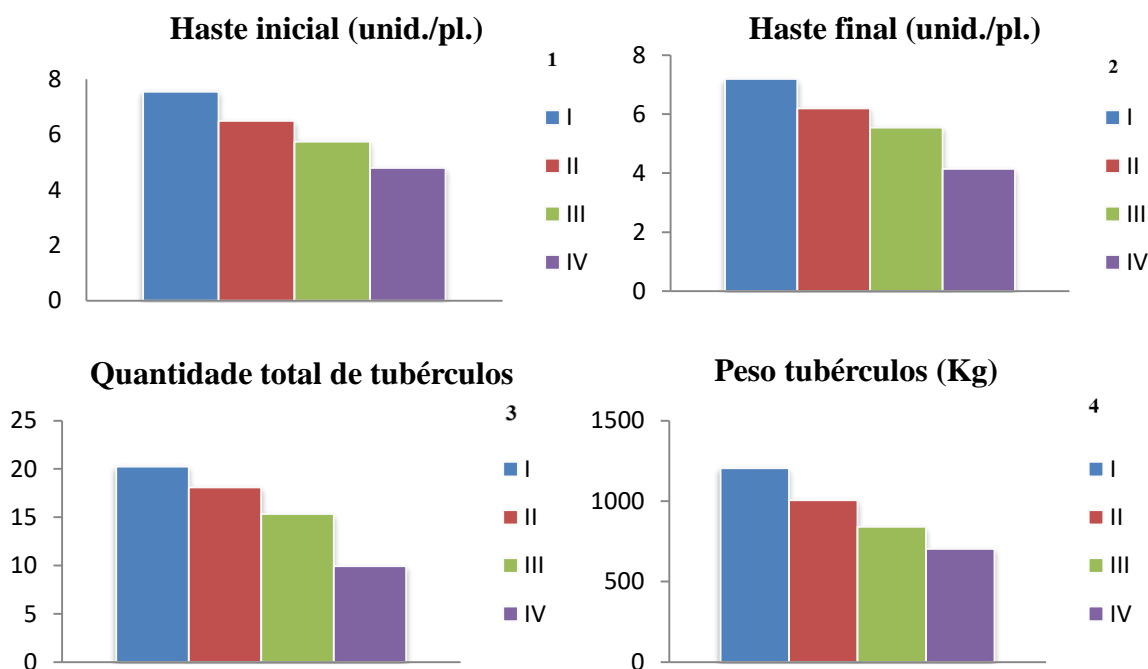 Haste inicial (unid./pl.)
1
8
6
4
2
0
I
II
III
IV
Haste final (unid./pl.)
2
8
6
4
2
0
I
II
III
IV
Quantidade total de tubérculos
3
25
20
15
10
5
0
I
II
III
IV
Peso tubérculos (Kg)
4
1500
1000
500
0
I
II
III
IV